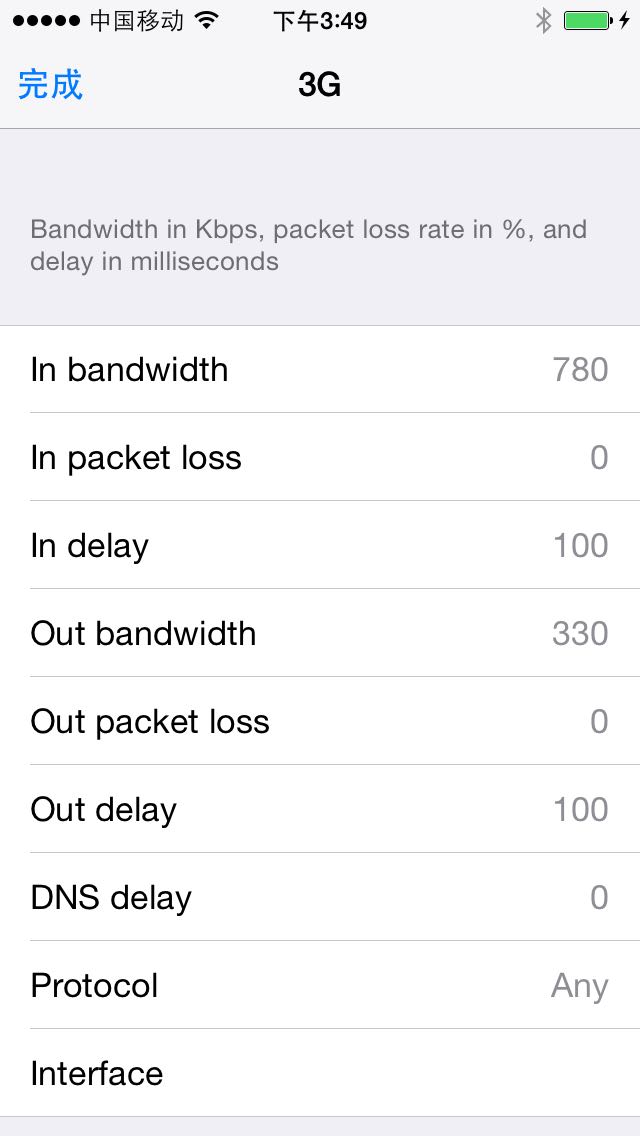 中国移动 下午3:49
完成 3G
Bandwidth in Kbps, packet loss rate in %, and
delay in milliseconds
In bandwidth 780
In packet loss 0
In delay 100
Out bandwidth 330
Out packet loss 0
Out delay 100
DNS delay 0
Protocol Any
Interface